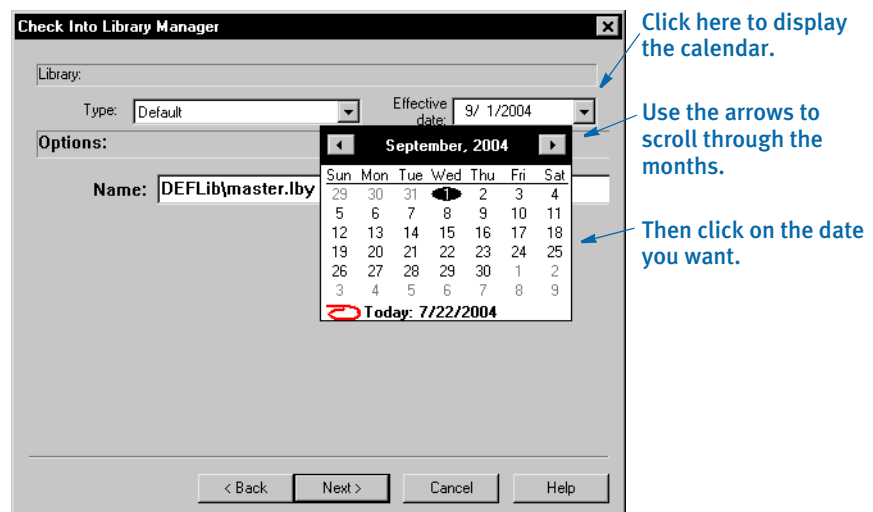 Check Into Library Manager
Click here to display
the calendar.
Library:
Type: Default
Effective
date: 9/ 1/2004
Use the arrows to
scroll through the
months.
Options:
September, 2004
Name: DEFLib\master.lby
Sun Mon Tue Wed Thu Fri Sat
29 30 31 1 2 3 4
5 6 7 8 9 10 11
12 13 14 15 16 17 18
19 20 21 22 23 24 25
26 27 28 29 30 1 2
3 4 5 6 7 8 9
Today: 7/22/2004
Then click on the date
you want.
< Back Next > Cancel Help